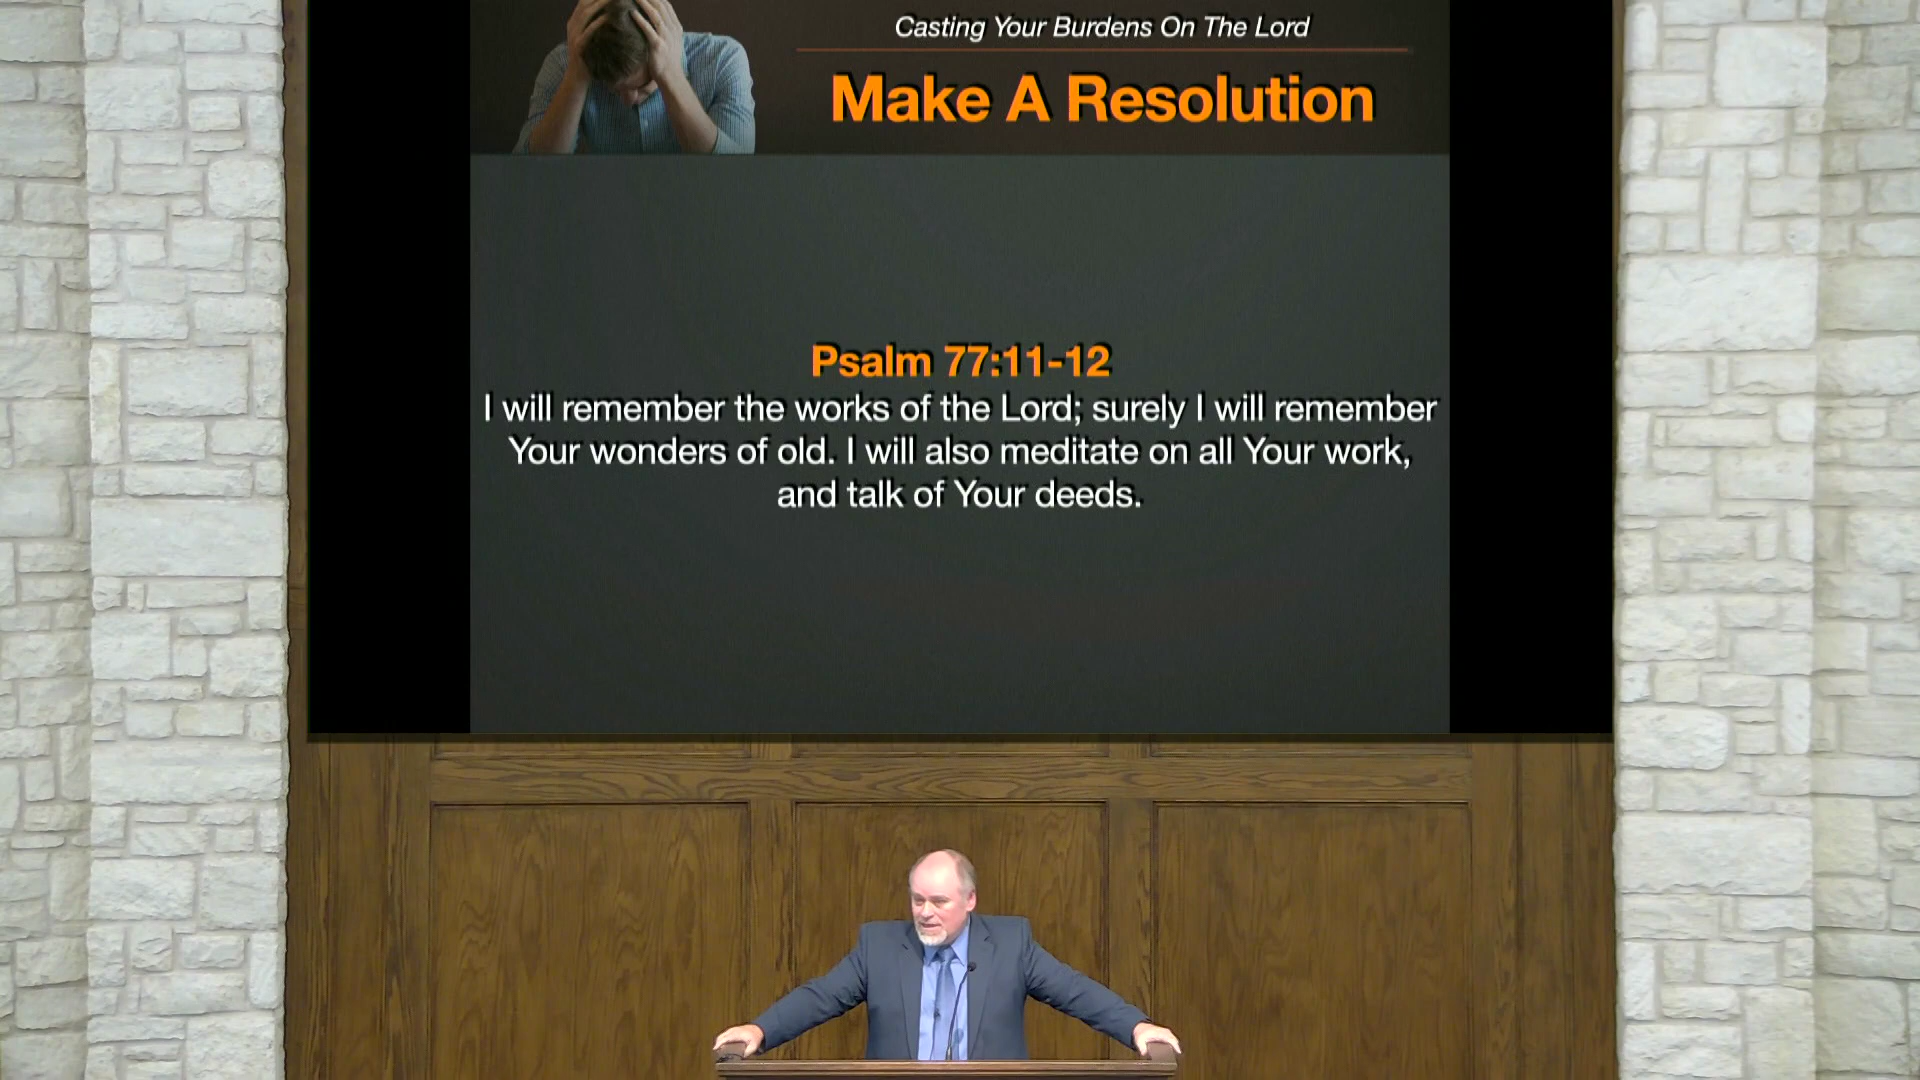 Casting Your Burdens On The Lord
Make A Resolution
Psalm 77:11-12
I will remember the works of the Lord; surely I will remember
Your wonders of old. I will also meditate on all Your work,
and talk of Your deeds.